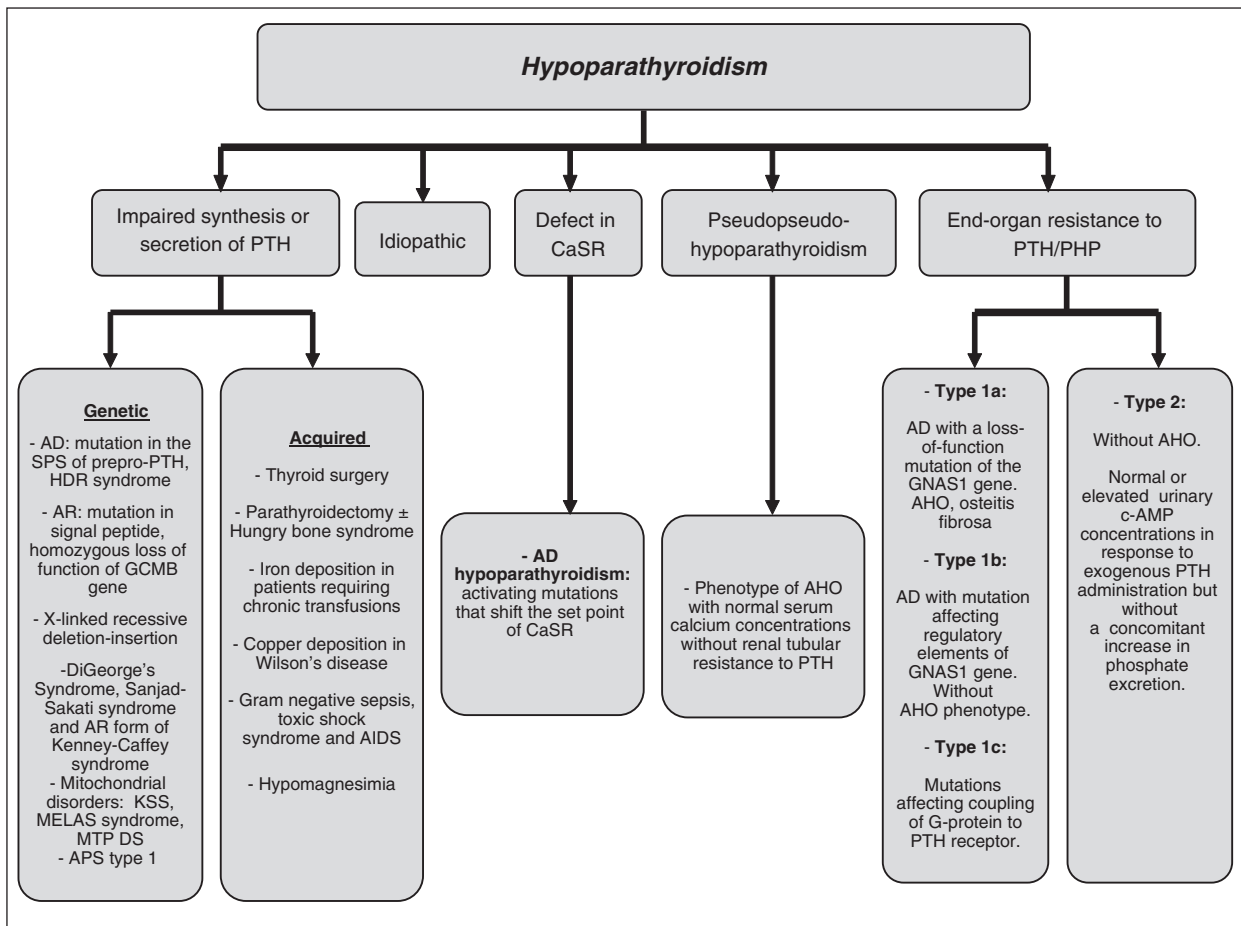 Hypoparathyroidism
Impaired synthesis or
secretion of PTH
Idiopathic
Defect in
CaSR
Pseudopseudo-
hypoparathyroidism
End-organ resistance to
PTH/PHP
Genetic
- AD: mutation in the
SPS of prepro-PTH,
HDR syndrome
- AR: mutation in
signal peptide,
homozygous loss of
function of GCMB
gene
- X-linked recessive
deletion-insertion
-DiGeorge's
Syndrome, Sanjad-
Sakati syndrome
and AR form of
Kenney-Caffey
syndrome
- Mitochondrial
disorders: KSS,
MELAS syndrome,
MTP DS
- APS type 1
Acquired
- Thyroid surgery
- Parathyroidectomy ±
Hungry bone syndrome
- Iron deposition in
patients requiring
chronic transfusions
- Copper deposition in
Wilson's disease
- Gram negative sepsis,
toxic shock
syndrome and AIDS
- Hypomagnesimia
- AD
hypoparathyroidism:
activating mutations
that shift the set point
of CaSR
- Phenotype of AHO
with normal serum
calcium concentrations
without renal tubular
resistance to PTH
- Type 1a:
AD with a loss-
of-function
mutation of the
GNAS1 gene.
AHO, osteitis
fibrosa
- Type 1b:
AD with mutation
affecting
regulatory
elements of
GNAS1 gene.
Without
AHO phenotype.
- Type 1c:
Mutations
affecting coupling
of G-protein to
PTH receptor.
- Type 2:
Without AHO.
Normal or
elevated urinary
c-AMP
concentrations in
response to
exogenous PTH
administration but
without
a concomitant
increase in
phosphate
excretion.